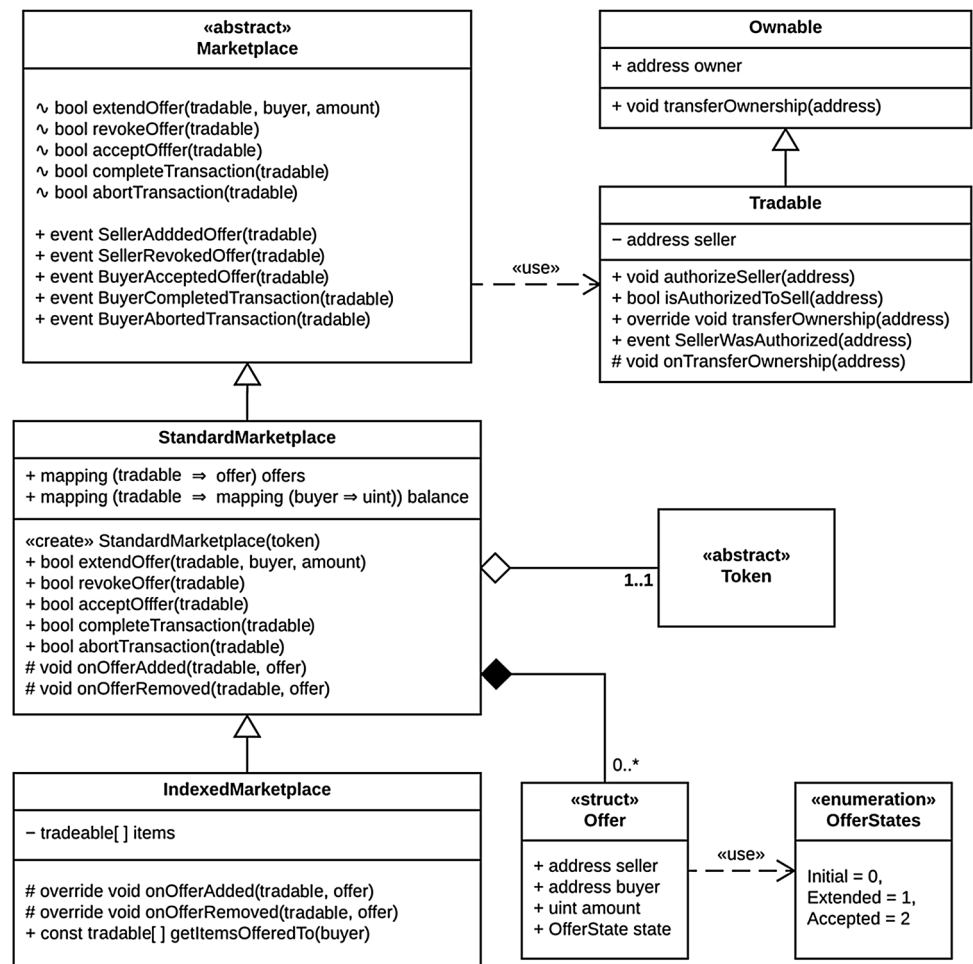 «abstract»
Marketplace
∿ bool extendOffer(tradable, buyer, amount)
∿ bool revokeOffer(tradable)
∿ bool acceptOfffer(tradable)
∿ bool completeTransaction(tradable)
∿ bool abortTransaction(tradable)
+ event SellerAdddedOffer(tradable)
+ event SellerRevokedOffer(tradable)
+ event BuyerAcceptedOffer(tradable)
+ event BuyerCompletedTransaction(tradable)
+ event BuyerAbortedTransaction(tradable)
«use»
Ownable
+ address owner
+ void transferOwnership(address)
Tradable
− address seller
+ void authorizeSeller(address)
+ bool isAuthorizedToSell(address)
+ override void transferOwnership(address)
+ event SellerWasAuthorized(address)
# void onTransferOwnership(address)
StandardMarketplace
+ mapping (tradable ⇒ offer) offers
+ mapping (tradable ⇒ mapping (buyer ⇒ uint)) balance
«create» StandardMarketplace(token)
+ bool extendOffer(tradable, buyer, amount)
+ bool revokeOffer(tradable)
+ bool acceptOfffer(tradable)
+ bool completeTransaction(tradable)
+ bool abortTransaction(tradable)
# void onOfferAdded(tradable, offer)
# void onOfferRemoved(tradable, offer)
1..1
«abstract»
Token
0..*
IndexedMarketplace
− tradeable[ ] items
# override void onOfferAdded(tradable, offer)
# override void onOfferRemoved(tradable, offer)
+ const tradable[ ] getItemsOfferedTo(buyer)
«struct»
Offer
+ address seller
+ address buyer
+ uint amount
+ OfferState state
«use»
«enumeration»
OfferStates
Initial = 0,
Extended = 1,
Accepted = 2